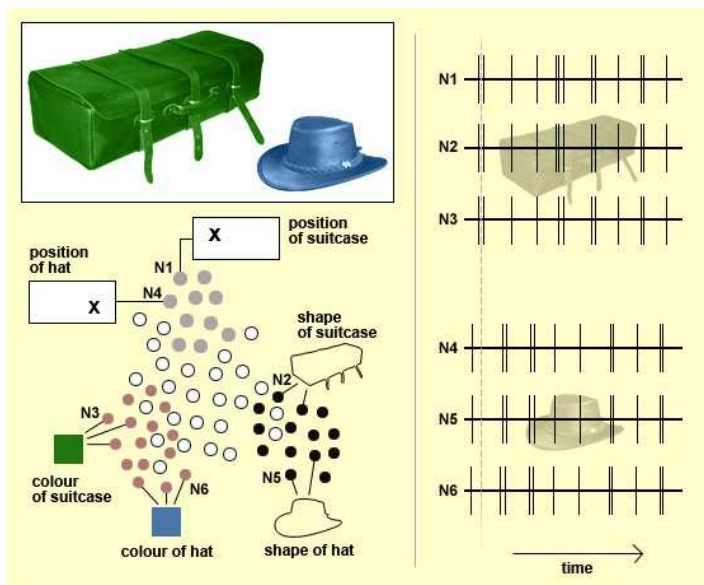 position
of suitcase
X
position
of hat
X
N1
N4
shape
of suitcase
N2
N3
colour
of suitcase
N6
colour of hat
N5
shape of hat
N1
N2
N3
N4
N5
N6
time